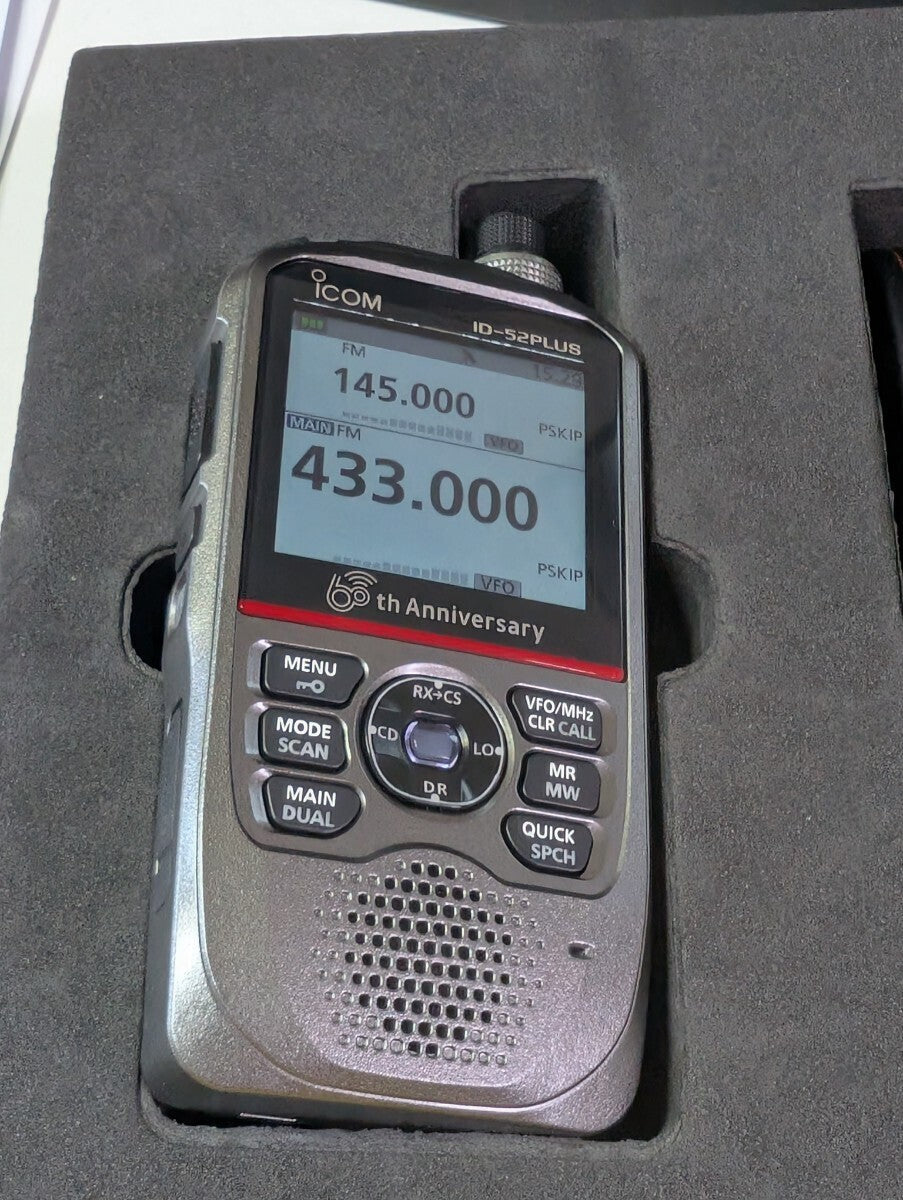 ICOM
ID-52PLUS
FM
145.000
VFO PSKIP
MAIN FM
433.000
VFO PSKIP
60th Anniversary
MENU
RX→CS
VFO/MHz
CLR CALL
MODE
SCAN
CD
LO
MR
MW
MAIN
DUAL
DR
QUICK
SPCH